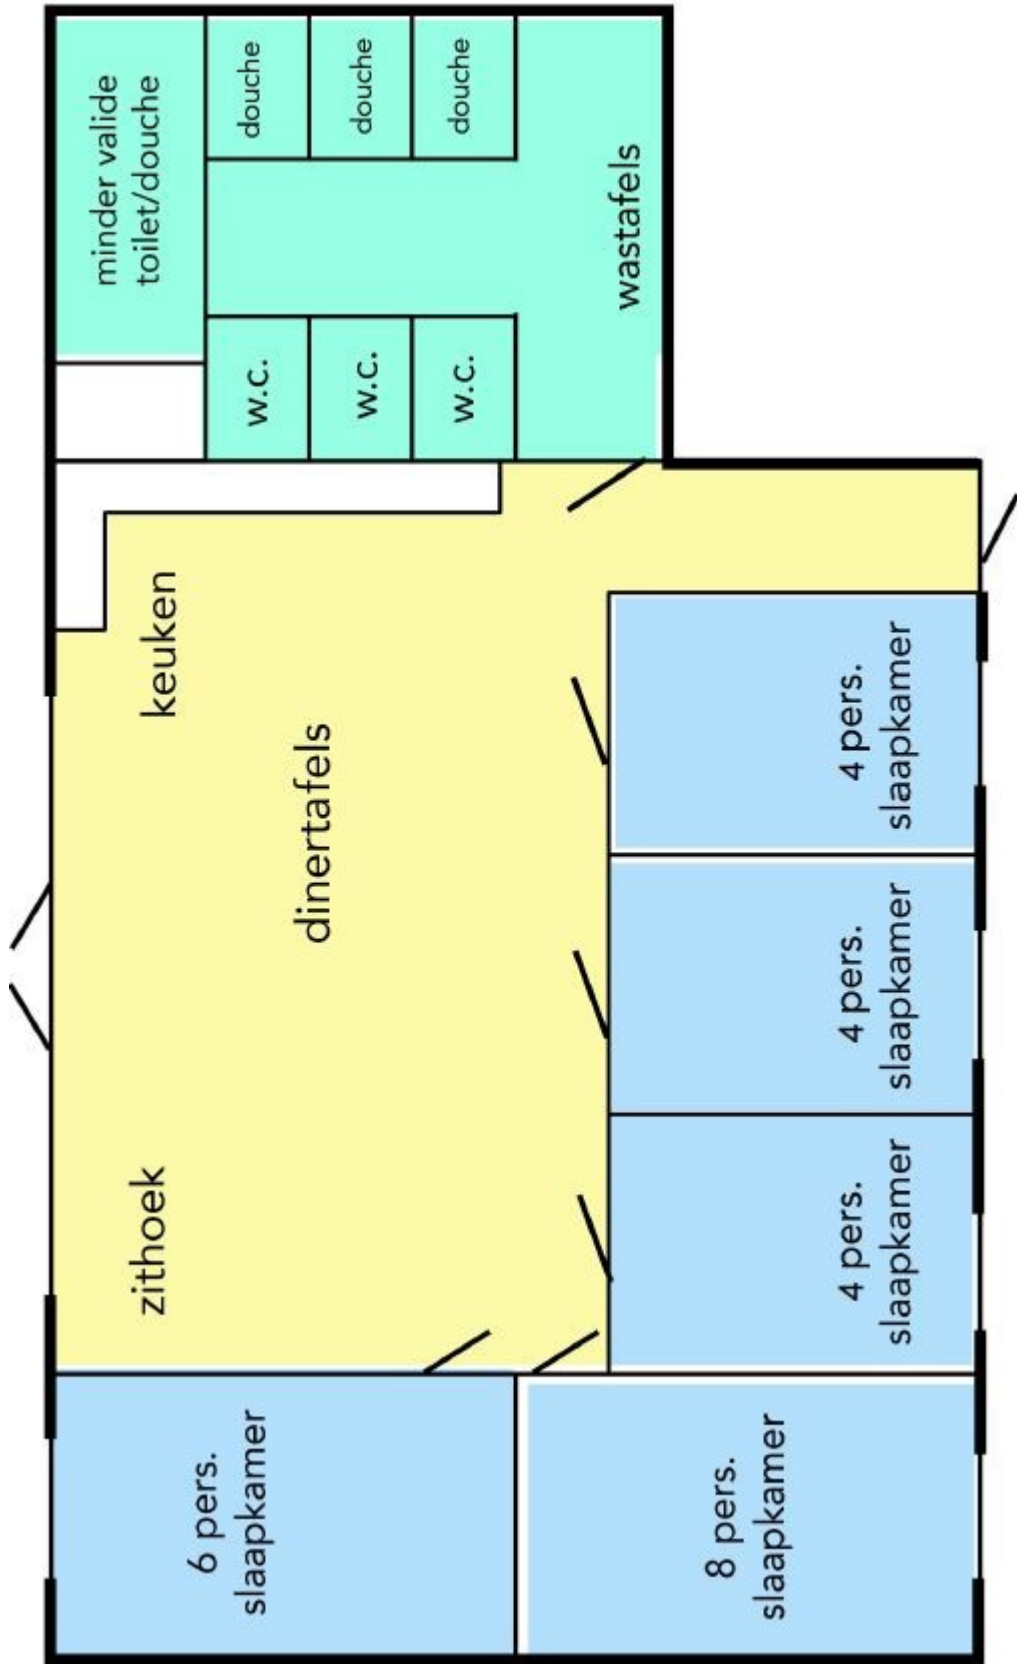 minder valide
toilet/douche
douche
douche
douche
wastafels
w.c.
w.c.
w.c.
keuken
dinertafels
zithoek
4 pers.
slaapkamer
4 pers.
slaapkamer
4 pers.
slaapkamer
6 pers.
slaapkamer
8 pers.
slaapkamer